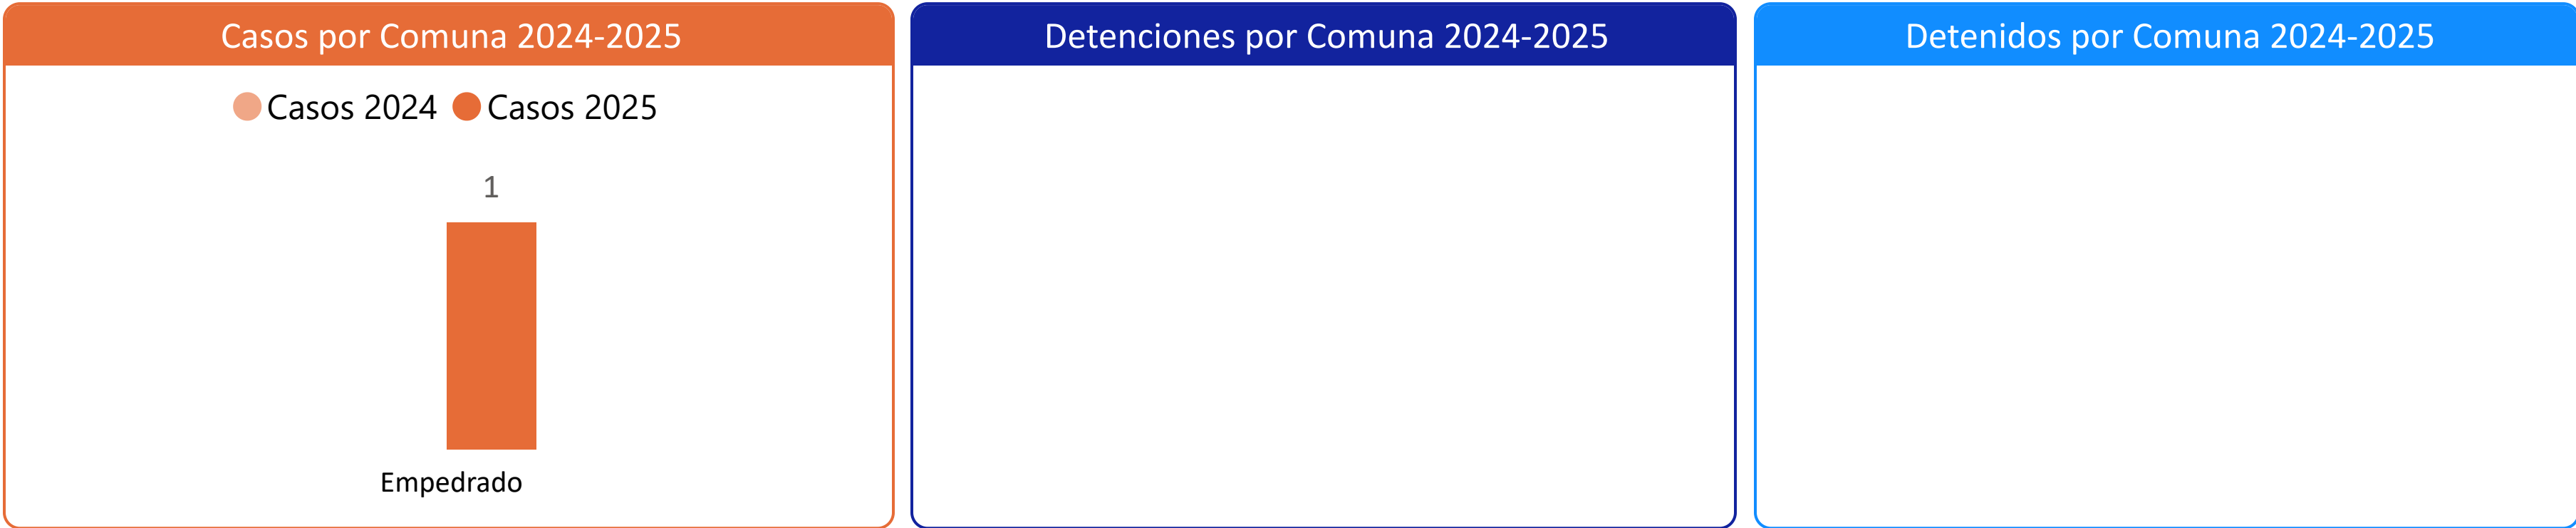 Casos por Comuna 2024-2025
Casos 2024 Casos 2025
1
Empedrado
Detenciones por Comuna 2024-2025
Detenidos por Comuna 2024-2025